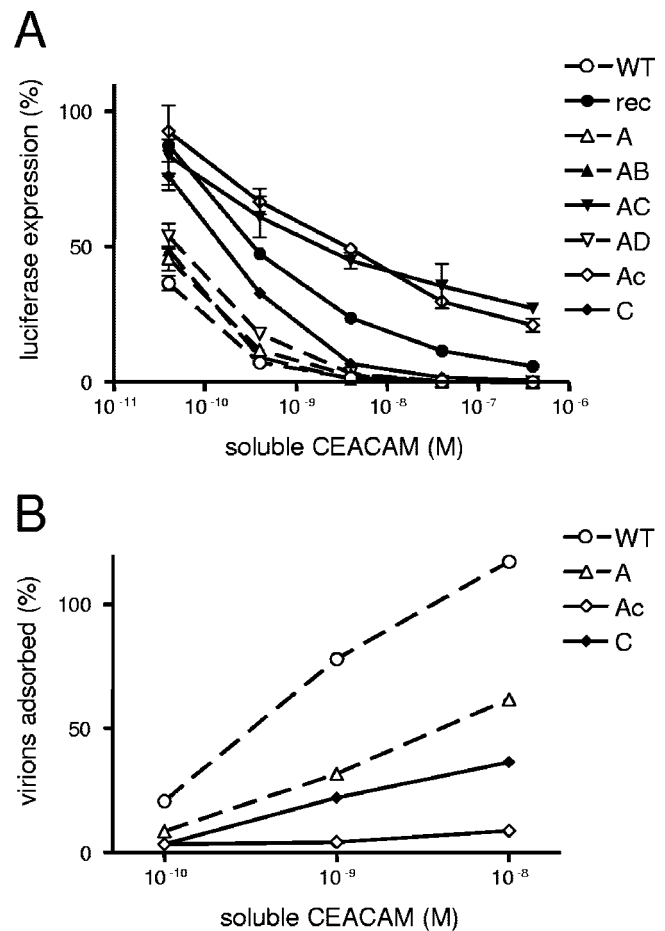 A
luciferase expression (%)
100
50
0
10⁻¹¹ 10⁻¹⁰ 10⁻⁹ 10⁻⁸ 10⁻⁷ 10⁻⁶
soluble CEACAM (M)
WT
rec
A
AB
AC
AD
Ac
C
B
virions adsorbed (%)
100
50
0
10⁻¹⁰ 10⁻⁹ 10⁻⁸
soluble CEACAM (M)
WT
A
Ac
C